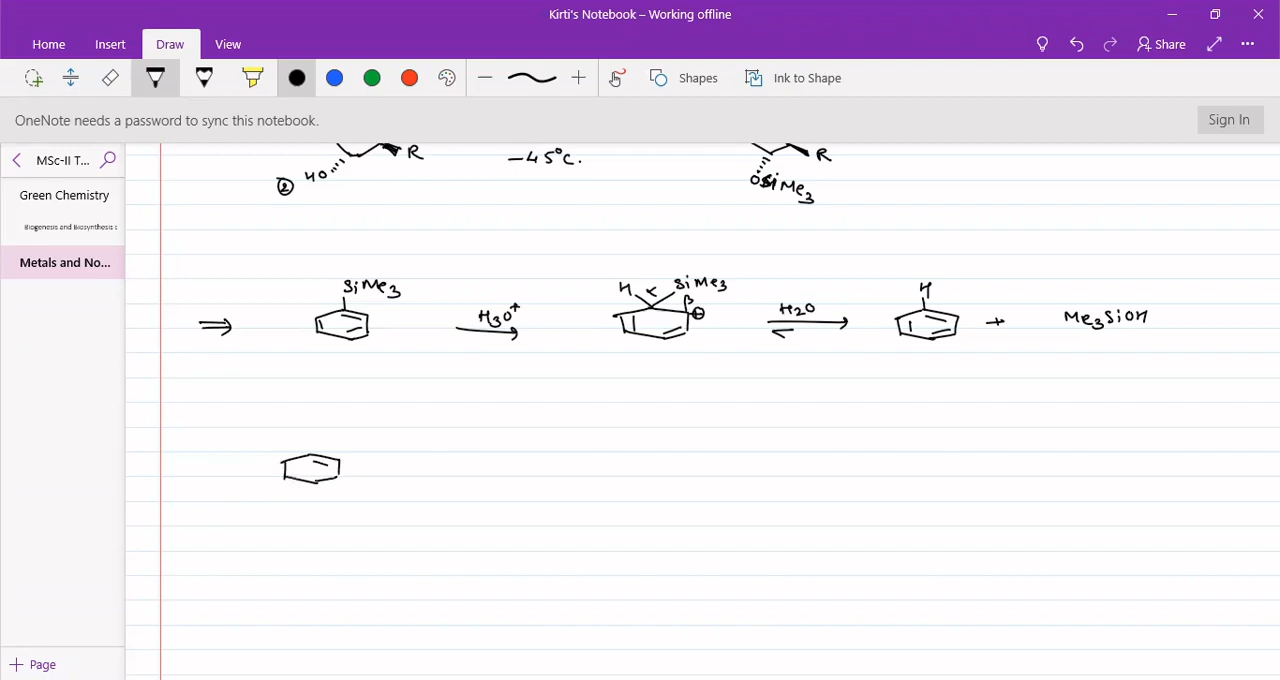 Kirti's Notebook – Working offline
Home Insert Draw View Share
Shapes Ink to Shape
OneNote needs a password to sync this notebook. Sign In
MSc-II T...
Green Chemistry
Biogenesis and Biosynthesis o
Metals and No...
Page
R −45°C. R
② HO OSiMe3
SiMe3 H3O⁺ H α SiMe3 β ⊕ H2O H + Me3SiOH